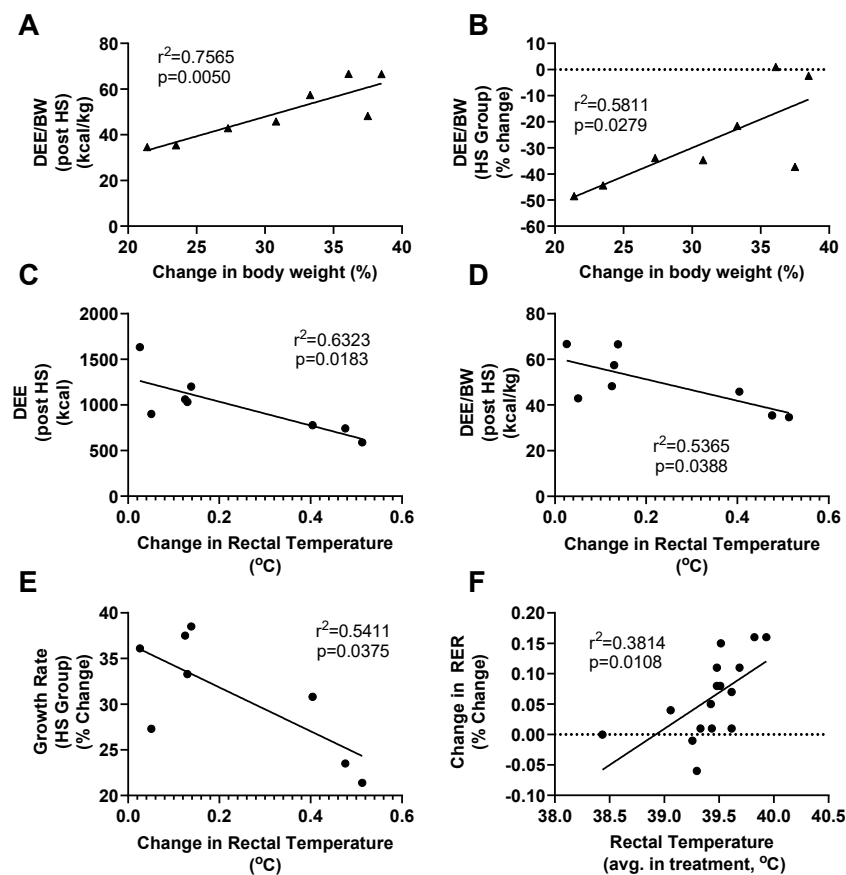 A
DEE/BW
(post HS)
(kcal/kg)
80
60
40
20
0
r²=0.7565
p=0.0050
20 25 30 35 40
Change in body weight (%)
B
DEE/BW
(HS Group)
(% change)
10
0
-10
-20
-30
-40
-50
-60
r²=0.5811
p=0.0279
20 25 30 35 40
Change in body weight (%)
C
DEE
(post HS)
(kcal)
2000
1500
1000
500
0
r²=0.6323
p=0.0183
0.0 0.2 0.4 0.6
Change in Rectal Temperature
(ºC)
D
DEE/BW
(post HS)
(kcal/kg)
80
60
40
20
0
r²=0.5365
p=0.0388
0.0 0.2 0.4 0.6
Change in Rectal Temperature
(ºC)
E
Growth Rate
(HS Group)
(% Change)
40
35
30
25
20
r²=0.5411
p=0.0375
0.0 0.2 0.4 0.6
Change in Rectal Temperature
(ºC)
F
Change in RER
(% Change)
0.20
0.15
0.10
0.05
0.00
-0.05
-0.10
r²=0.3814
p=0.0108
38.0 38.5 39.0 39.5 40.0 40.5
Rectal Temperature
(avg. in treatment, ºC)